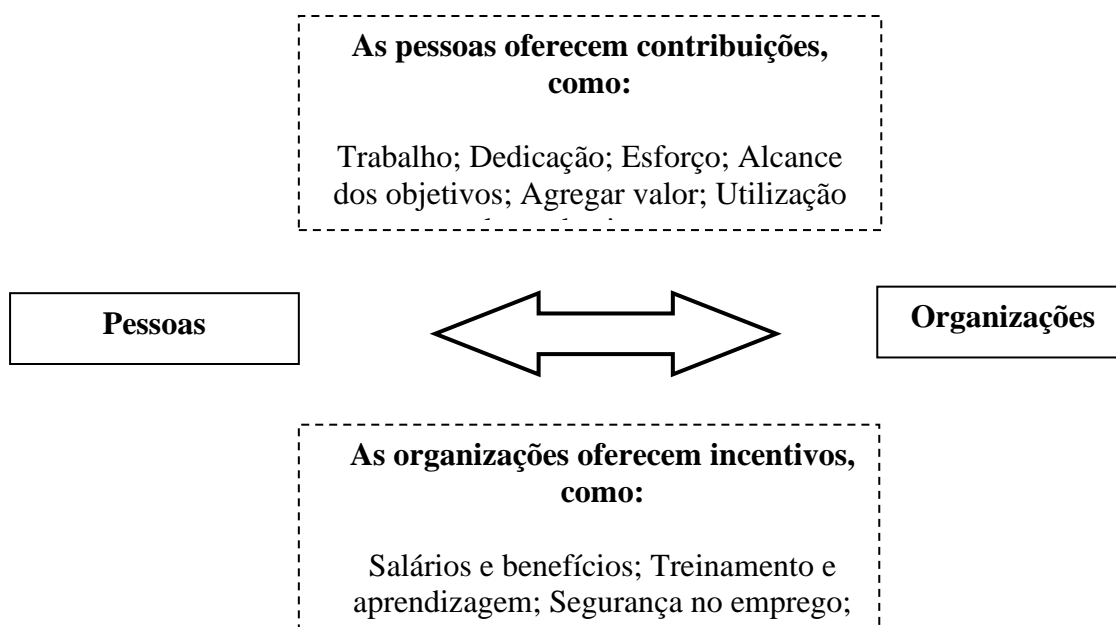 As pessoas oferecem contribuições,
como:
Trabalho; Dedicação; Esforço; Alcance
dos objetivos; Agregar valor; Utilização
Pessoas
Organizações
As organizações oferecem incentivos,
como:
Salários e benefícios; Treinamento e
aprendizagem; Segurança no emprego;